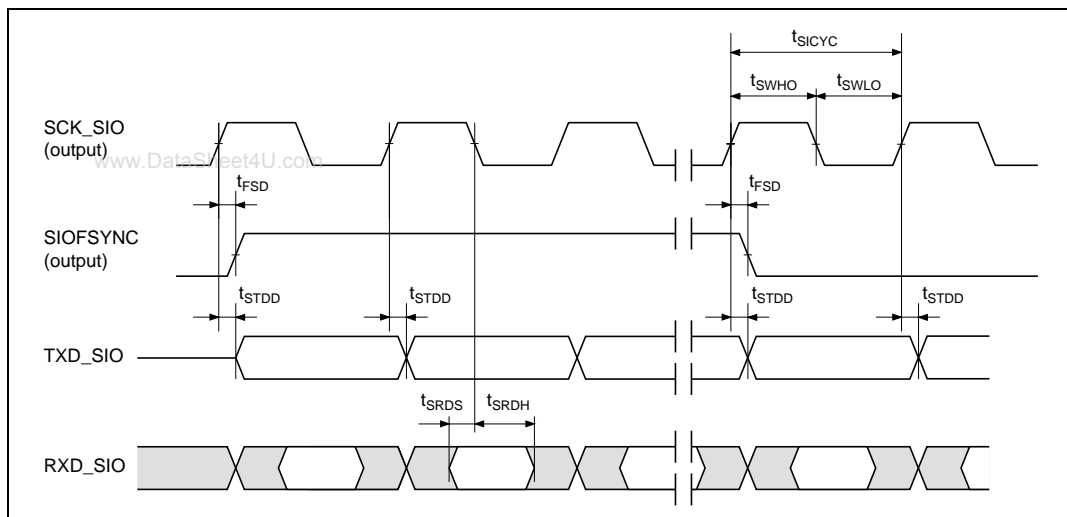 tSICYC
tSWHO
tSWLO
SCK_SIO
(output)
www.DataSheet4U.com
tFSD
tFSD
SIOFSYNC
(output)
tSTDD
tSTDD
tSTDD
tSTDD
TXD_SIO
tSRDS
tSRDH
RXD_SIO